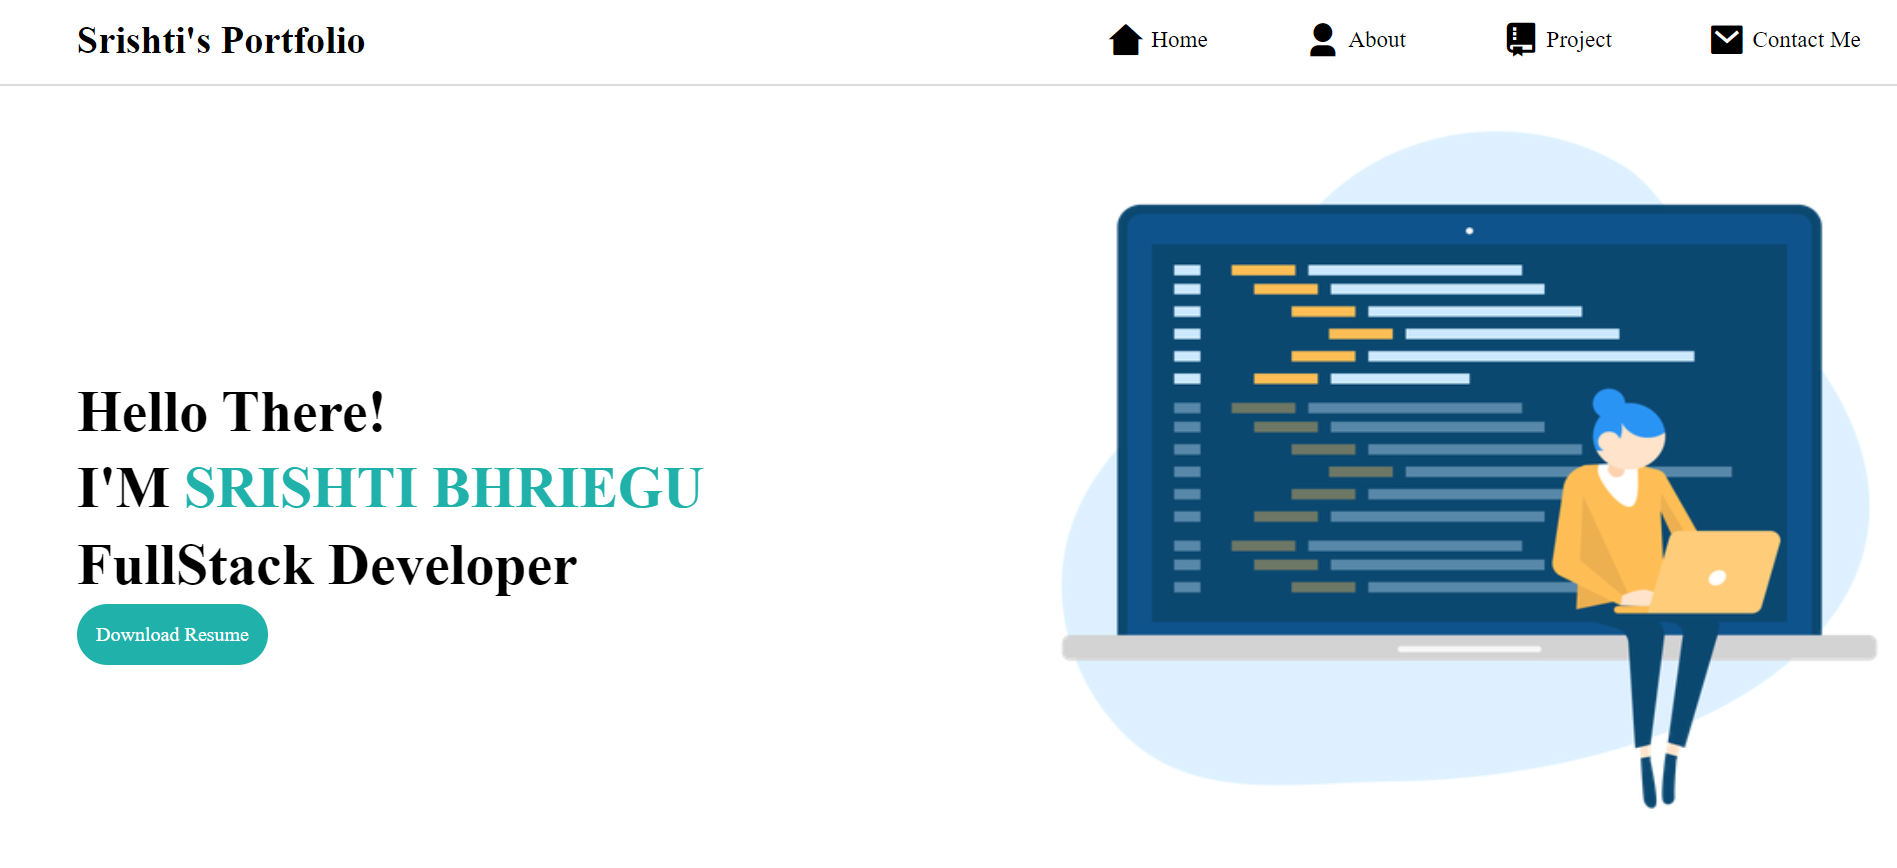 Srishti's Portfolio
Home
About
Project
Contact Me
Hello There!
I'M SRISHTI BHRIEGU
FullStack Developer
Download Resume